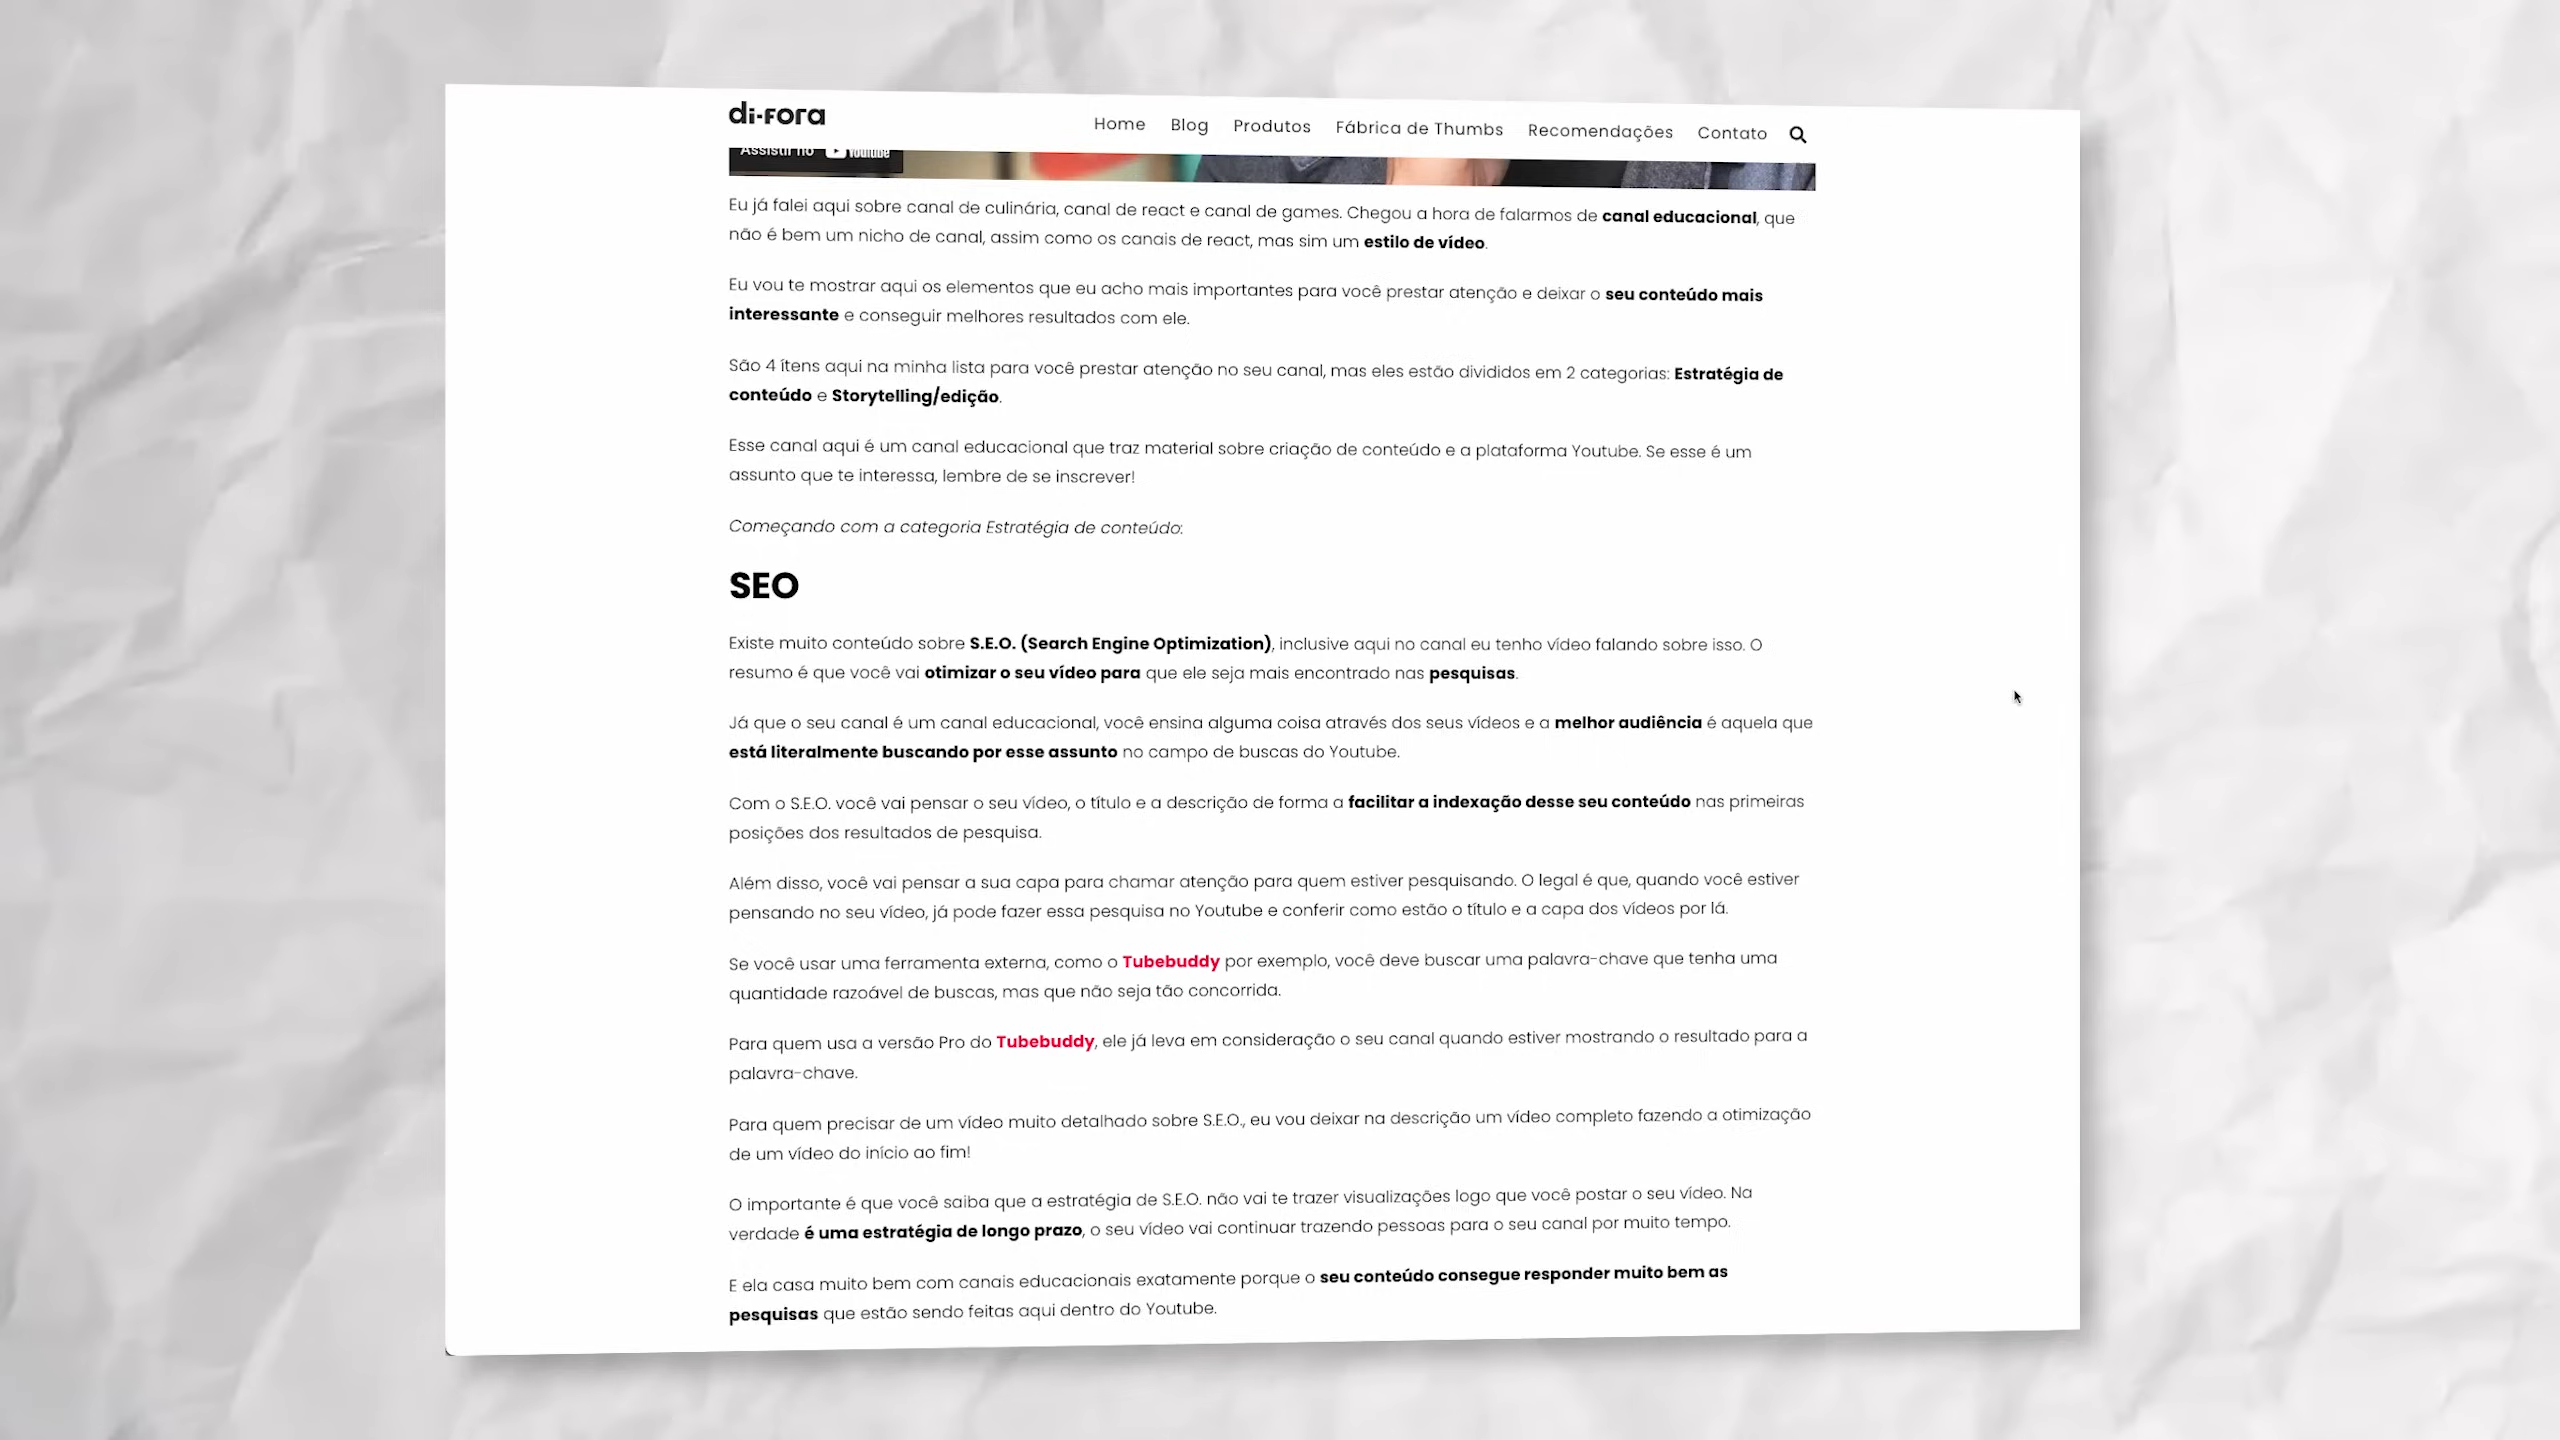 di-Fora
Home Blog Produtos Fábrica de Thumbs Recomendações Contato
Assistir no YouTube
Eu já falei aqui sobre canal de culinária, canal de react e canal de games. Chegou a hora de falarmos de canal educacional, que
não é bem um nicho de canal, assim como os canais de react, mas sim um estilo de vídeo.
Eu vou te mostrar aqui os elementos que eu acho mais importantes para você prestar atenção e deixar o seu conteúdo mais
interessante e conseguir melhores resultados com ele.
São 4 ítens aqui na minha lista para você prestar atenção no seu canal, mas eles estão divididos em 2 categorias: Estratégia de
conteúdo e Storytelling/edição.
Esse canal aqui é um canal educacional que traz material sobre criação de conteúdo e a plataforma Youtube. Se esse é um
assunto que te interessa, lembre de se inscrever!
Começando com a categoria Estratégia de conteúdo:
SEO
Existe muito conteúdo sobre S.E.O. (Search Engine Optimization), inclusive aqui no canal eu tenho vídeo falando sobre isso. O
resumo é que você vai otimizar o seu vídeo para que ele seja mais encontrado nas pesquisas.
Já que o seu canal é um canal educacional, você ensina alguma coisa através dos seus vídeos e a melhor audiência é aquela que
está literalmente buscando por esse assunto no campo de buscas do Youtube.
Com o S.E.O. você vai pensar o seu vídeo, o título e a descrição de forma a facilitar a indexação desse seu conteúdo nas primeiras
posições dos resultados de pesquisa.
Além disso, você vai pensar a sua capa para chamar atenção para quem estiver pesquisando. O legal é que, quando você estiver
pensando no seu vídeo, já pode fazer essa pesquisa no Youtube e conferir como estão o título e a capa dos vídeos por lá.
Se você usar uma ferramenta externa, como o Tubebuddy por exemplo, você deve buscar uma palavra-chave que tenha uma
quantidade razoável de buscas, mas que não seja tão concorrida.
Para quem usa a versão Pro do Tubebuddy, ele já leva em consideração o seu canal quando estiver mostrando o resultado para a
palavra-chave.
Para quem precisar de um vídeo muito detalhado sobre S.E.O., eu vou deixar na descrição um vídeo completo fazendo a otimização
de um vídeo do início ao fim!
O importante é que você saiba que a estratégia de S.E.O. não vai te trazer visualizações logo que você postar o seu vídeo. Na
verdade é uma estratégia de longo prazo, o seu vídeo vai continuar trazendo pessoas para o seu canal por muito tempo.
E ela casa muito bem com canais educacionais exatamente porque o seu conteúdo consegue responder muito bem as
pesquisas que estão sendo feitas aqui dentro do Youtube.